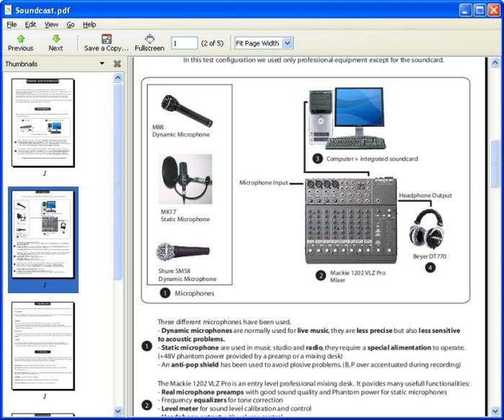 Soundcast.pdf
File Edit View Go Help
Previous Next Save a Copy... Fullscreen 1 (2 of 5) Fit Page Width
Thumbnails
In this test configuration we used only professional equipment except for the soundcard.
M88
Dynamic Microphone
3 Computer + integrated soundcard
Microphone Input
Headphone Output
MK17
Static Microphone
Beyer DT770
4
2 Mackie 1202 VLZ Pro
Mixer
Shure SM58
Dynamic Microphone
1 Microphones
Three different microphones have been used.
- Dynamic microphones are normally used for live music, they are less precise but also less sensitive
to acoustic problems.
1 - Static microphone are used in music studio and radio, they require a special alimentation to operate.
(+48V phantom power provided by a preamp or a mixing desk)
- An anti-pop shield has been used to avoid plosive problems. (B,P over accentuated during recording)
The Mackie 1202 VLZ Pro is an entry level professional mixing desk. It povides many usefull functionalities:
- Real microphone preamps with good sound quality and Phantom power for static microphones
2 - Frequency equalizers for tone correction
- Level meter for sound level calibration and control